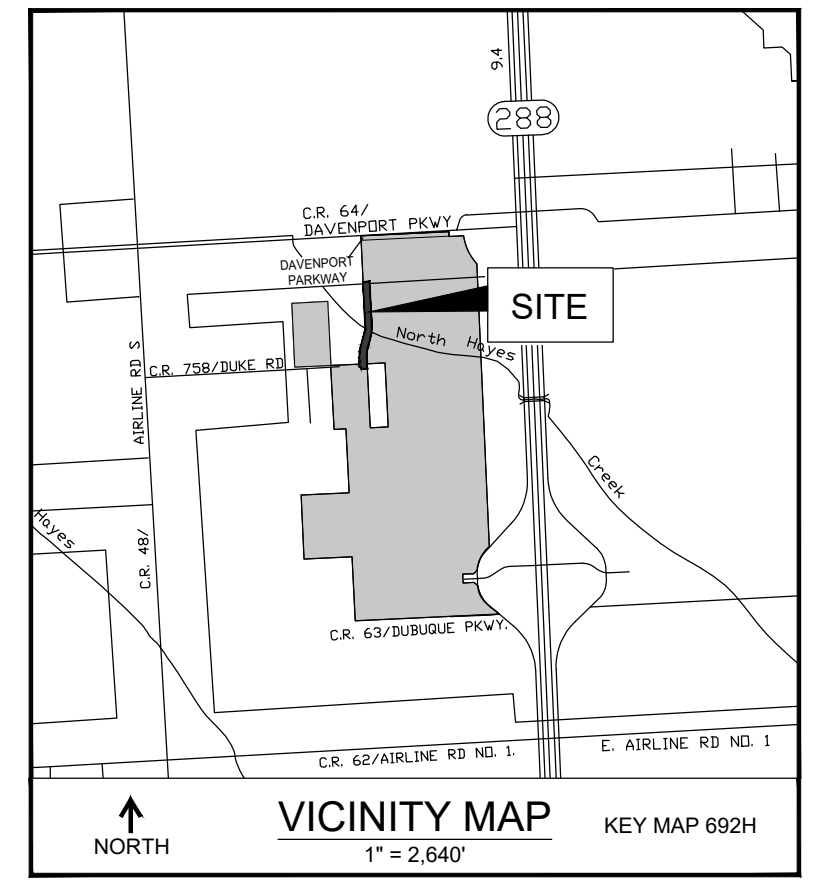 9.4
288
C.R. 64/
DAVENPORT PKWY
DAVENPORT
PARKWAY
SITE
North Hayes
AIRLINE RD S
C.R. 758/DUKE RD
Creek
Hayes
C.R. 48/
C.R. 63/DUBUQUE PKWY.
C.R. 62/AIRLINE RD NO. 1.
E. AIRLINE RD NO. 1
NORTH
VICINITY MAP
1" = 2,640'
KEY MAP 692H